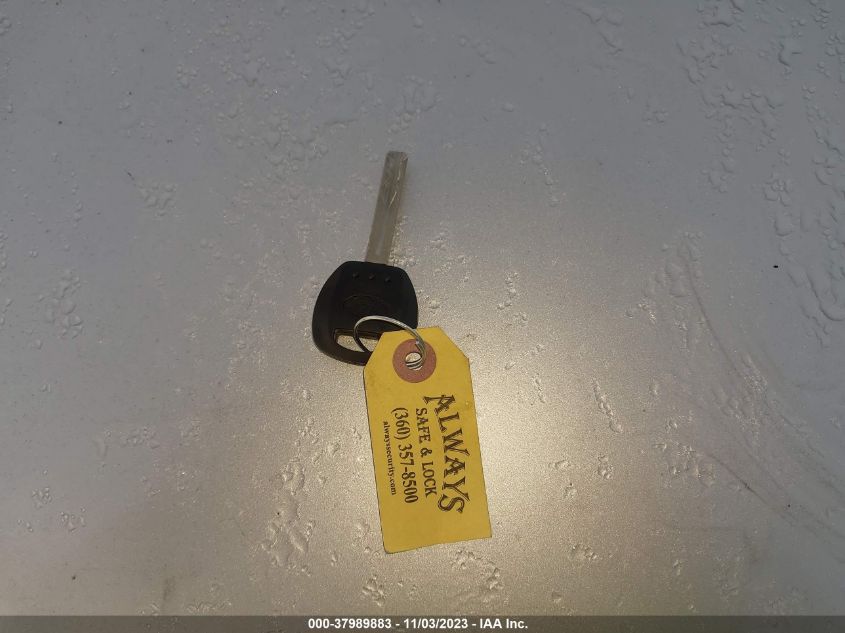 ALWAYS
SAFE & LOCK
(360) 357-8500
alwayssecurity.com
000-37989883 - 11/03/2023 - IAA Inc.